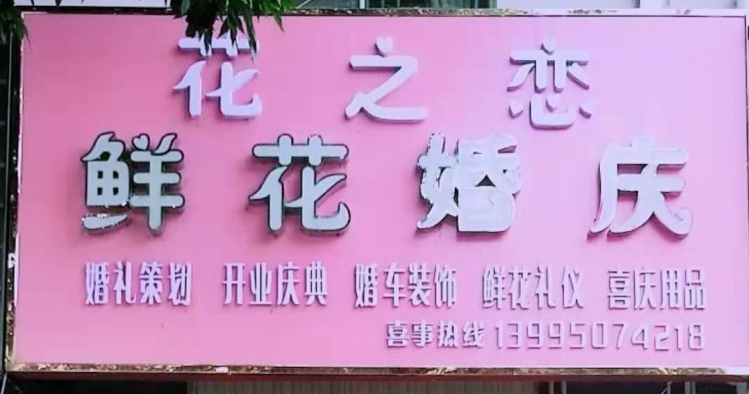 花之恋
鲜花婚庆
婚礼策划 开业庆典 婚车装饰 鲜花礼仪 喜庆用品
喜事热线13995074218